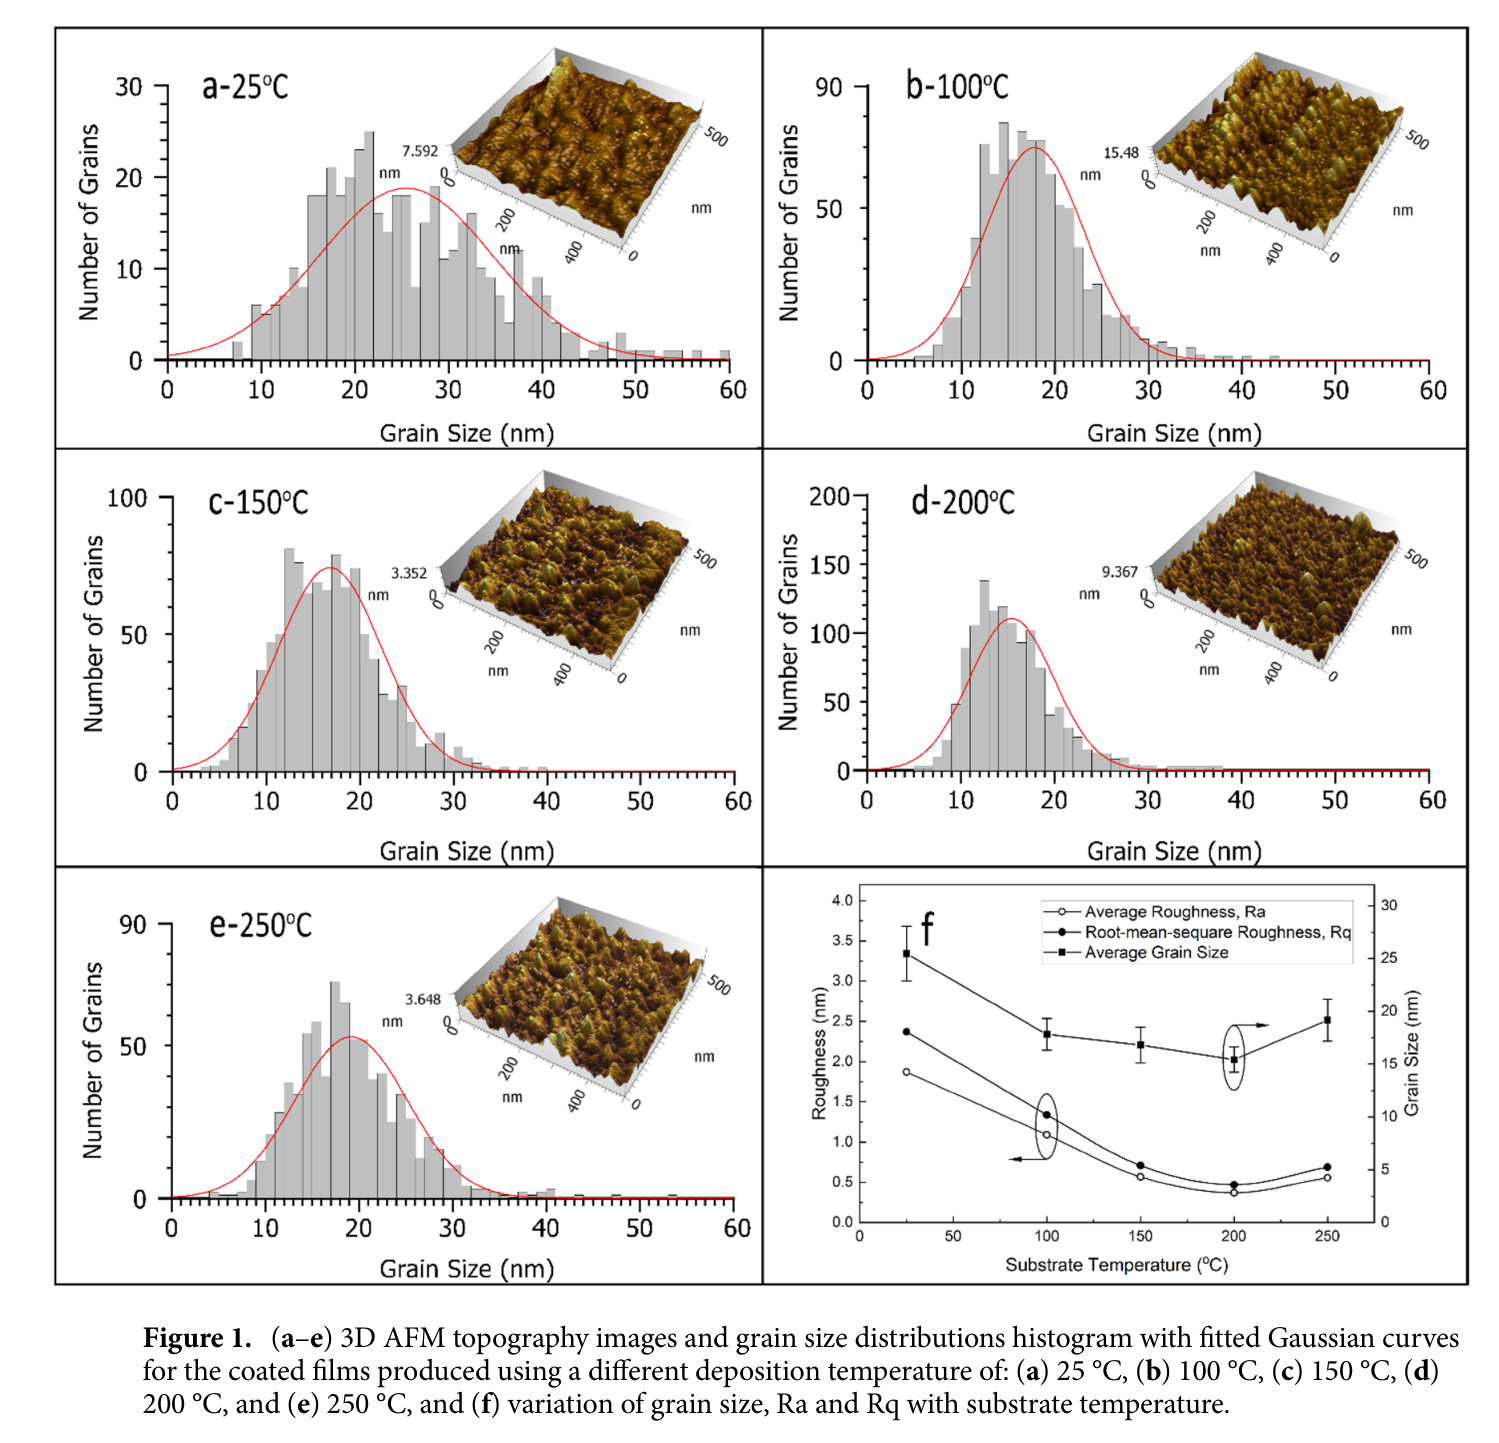 a-25ºC
30
20
10
0
Number of Grains
0 10 20 30 40 50 60
Grain Size (nm)
7.592
nm
0
0
200
nm
400
0
nm
500
b-100ºC
90
50
0
Number of Grains
0 10 20 30 40 50 60
Grain Size (nm)
15.48
nm
0
0
200
nm
400
0
nm
500
c-150ºC
100
50
0
Number of Grains
0 10 20 30 40 50 60
Grain Size (nm)
3.352
nm
0
0
200
nm
400
0
nm
500
d-200ºC
200
150
100
50
0
Number of Grains
0 10 20 30 40 50 60
Grain Size (nm)
9.367
nm
0
0
200
nm
400
0
nm
500
e-250ºC
90
50
0
Number of Grains
0 10 20 30 40 50 60
Grain Size (nm)
3.648
nm
0
0
200
nm
400
0
nm
500
f
Average Roughness, Ra
Root-mean-sequare Roughness, Rq
Average Grain Size
4.0
3.5
3.0
2.5
2.0
1.5
1.0
0.5
0.0
Roughness (nm)
30
25
20
15
10
5
0
Grain Size (nm)
0 50 100 150 200 250
Substrate Temperature (ºC)
Figure 1. (a–e) 3D AFM topography images and grain size distributions histogram with fitted Gaussian curves
for the coated films produced using a different deposition temperature of: (a) 25 °C, (b) 100 °C, (c) 150 °C, (d)
200 °C, and (e) 250 °C, and (f) variation of grain size, Ra and Rq with substrate temperature.